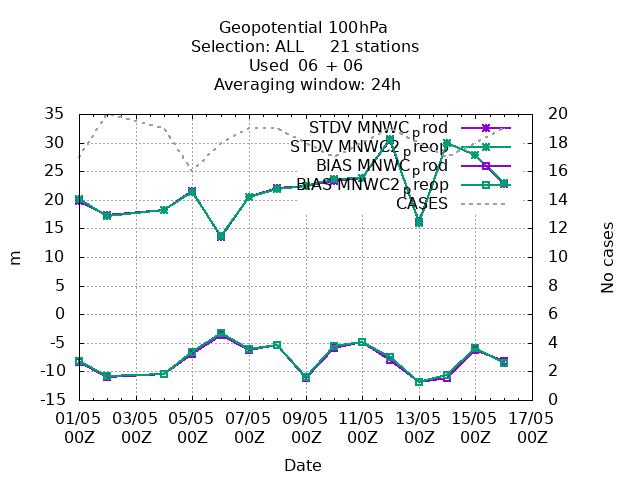 Geopotential 100hPa
Selection: ALL 21 stations
Used 06 + 06
Averaging window: 24h
35
30
25
20
15
10
5
0
-5
-10
-15
m
STDV MNWC_prod
STDV MNWC2_preop
BIAS MNWC_prod
BIAS MNWC2_preop
CASES
20
18
16
14
12
10
8
6
4
2
0
No cases
01/05 03/05 05/05 07/05 09/05 11/05 13/05 15/05 17/05
00Z 00Z 00Z 00Z 00Z 00Z 00Z 00Z 00Z
Date